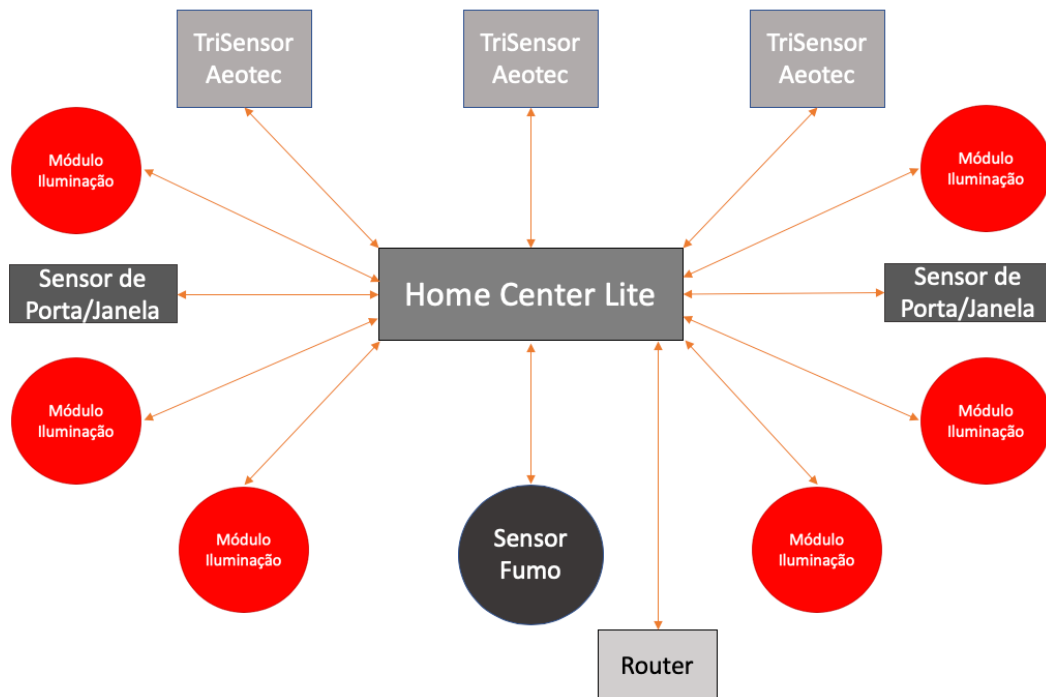 TriSensor
Aeotec
TriSensor
Aeotec
TriSensor
Aeotec
Módulo
Iluminação
Módulo
Iluminação
Sensor de
Porta/Janela
Home Center Lite
Sensor de
Porta/Janela
Módulo
Iluminação
Módulo
Iluminação
Módulo
Iluminação
Sensor
Fumo
Módulo
Iluminação
Router